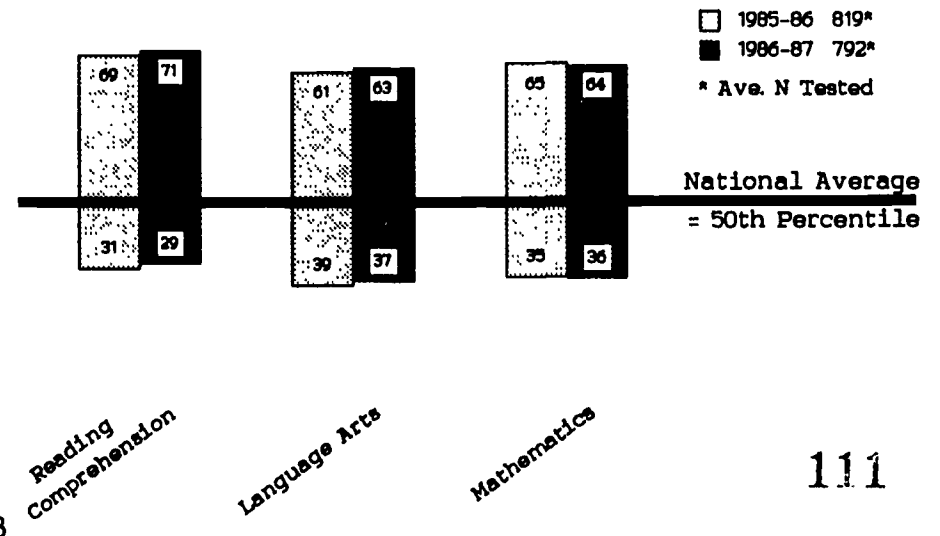 1985-86 819*
1986-87 792*
* Ave. N Tested
69 71
61 63
65 64
National Average
= 50th Percentile
31 29
39 37
35 36
Reading
Comprehension
Language Arts
Mathematics
111